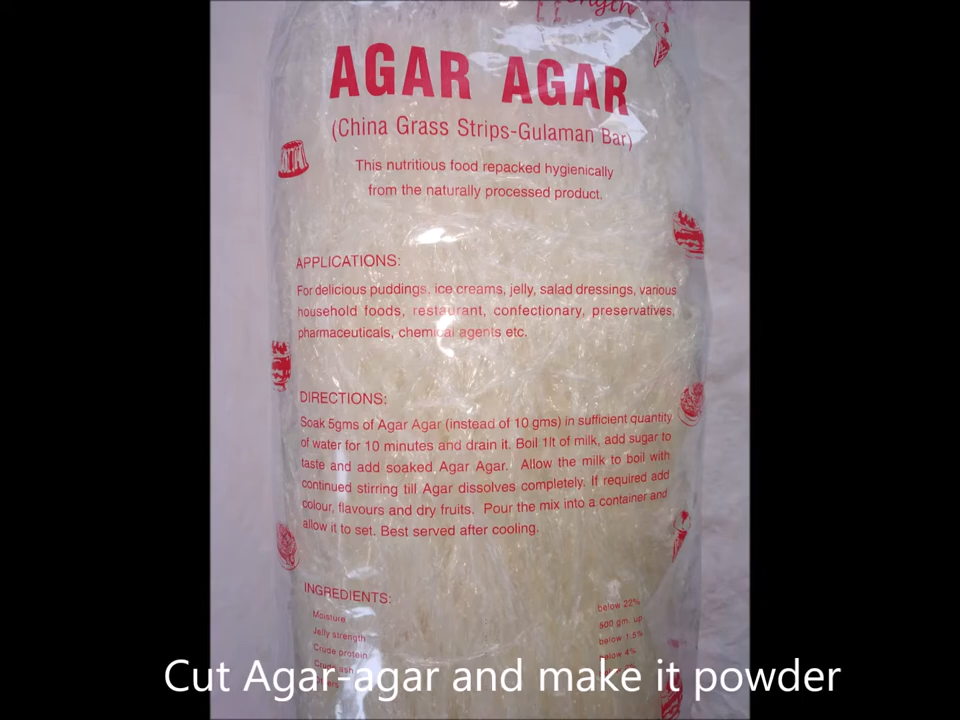 AGAR AGAR
(China Grass Strips-Gulaman Bar)
This nutritious food repacked hygienically
from the naturally processed product.
APPLICATIONS:
For delicious puddings, ice creams, jelly, salad dressings, various
household foods, restaurant, confectionary, preservatives,
pharmaceuticals, chemical agents etc.
DIRECTIONS:
Soak 5gms of Agar Agar (instead of 10 gms) in sufficient quantity
of water for 10 minutes and drain it. Boil 1lt of milk, add sugar to
taste and add soaked Agar Agar. Allow the milk to boil with
continued stirring till Agar dissolves completely. If required add
colour, flavours and dry fruits. Pour the mix into a container and
allow it to set. Best served after cooling.
INGREDIENTS:
Moisture below 22%
Jelly strength 500 gm. up
Crude protein below 1.5%
Crude ash below 4%
Cut Agar-agar and make it powder